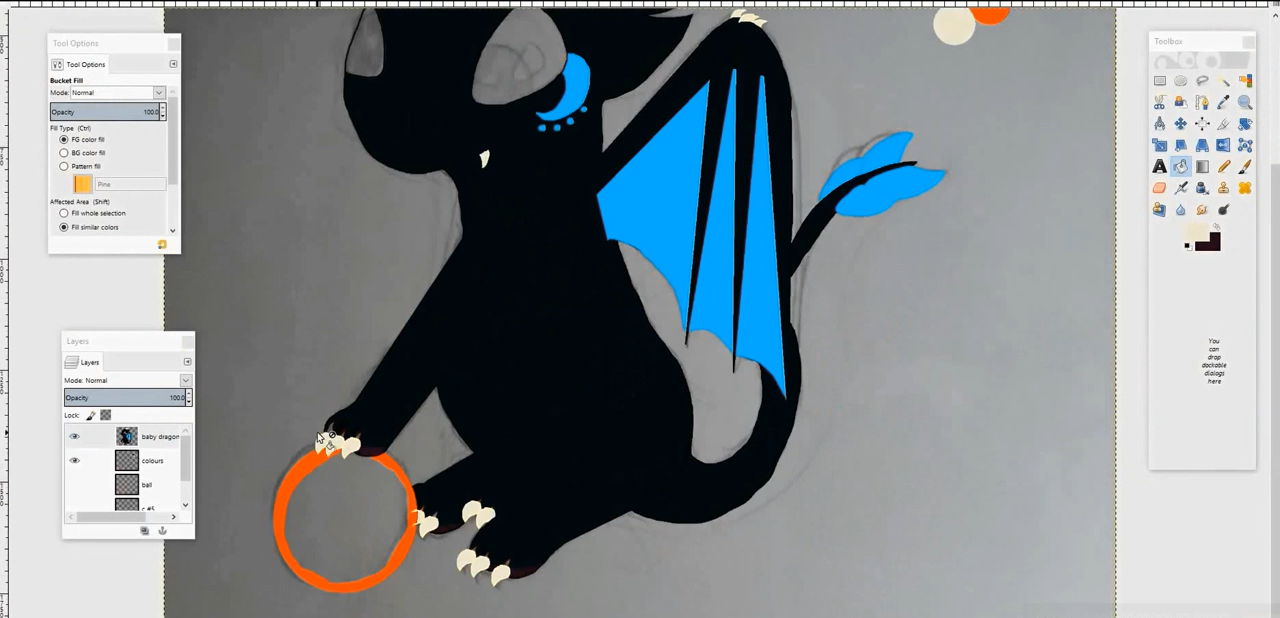 Tool Options
Tool Options
Bucket Fill
Mode: Normal
Opacity 100.0
Fill Type (Ctrl)
FG color fill
BG color fill
Pattern fill
Pine
Affected Area (Shift)
Fill whole selection
Fill similar colors
Layers
Layers
Mode: Normal
Opacity 100.0
Lock:
baby dragon
colours
ball
c #5
Toolbox
You
can
drop
dockable
dialogs
here